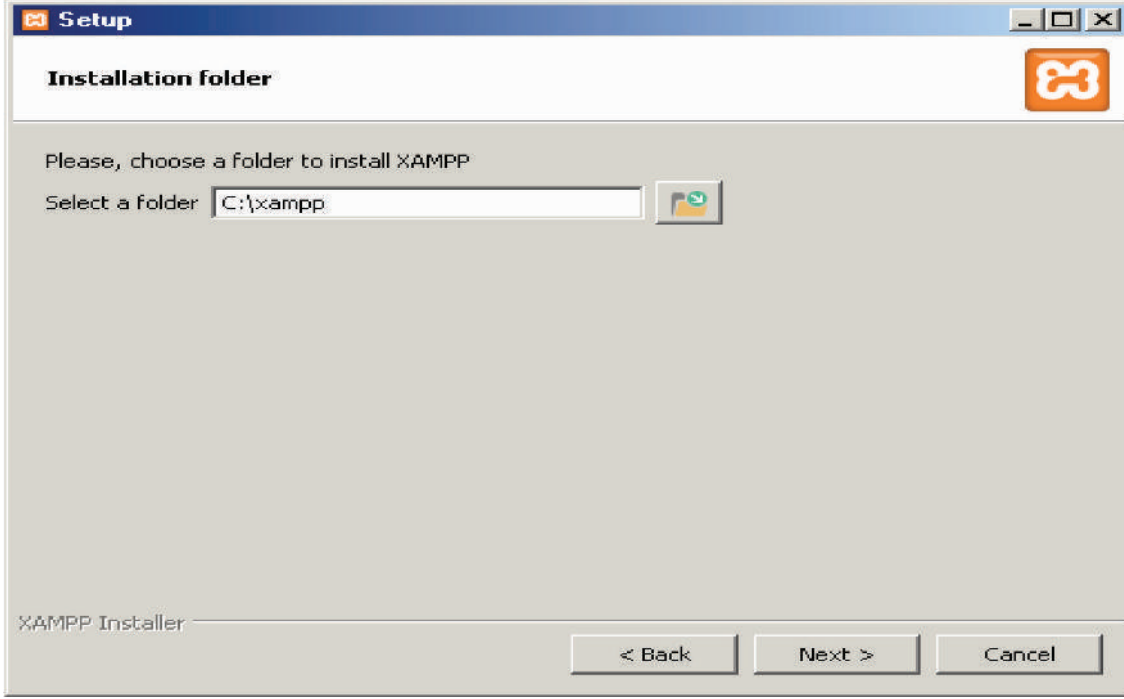 Setup
Installation folder
Please, choose a folder to install XAMPP
Select a folder C:\xampp
XAMPP Installer
< Back Next > Cancel